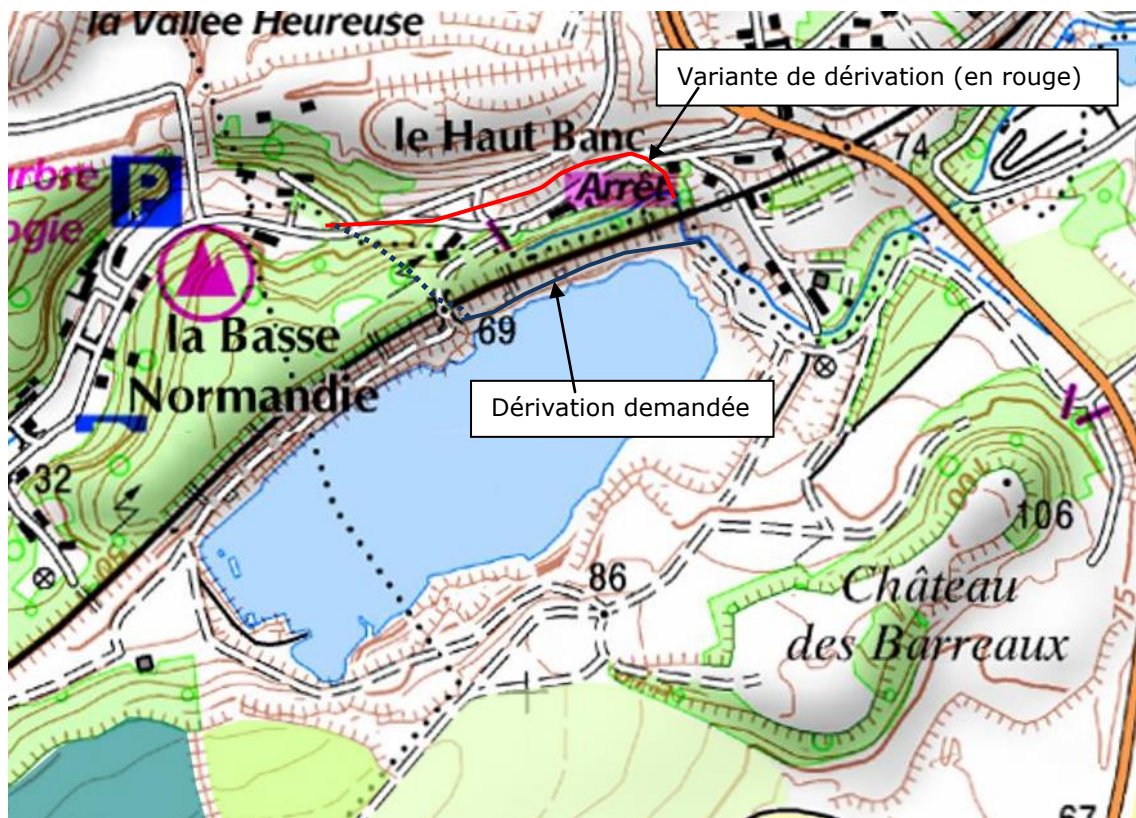 la Vallée Heureuse
Variante de dérivation (en rouge)
le Haut Banc
74
Arrêt
P
69
la Basse
Normandie
Dérivation demandée
32
106
86
Château
des Barreaux
75
67